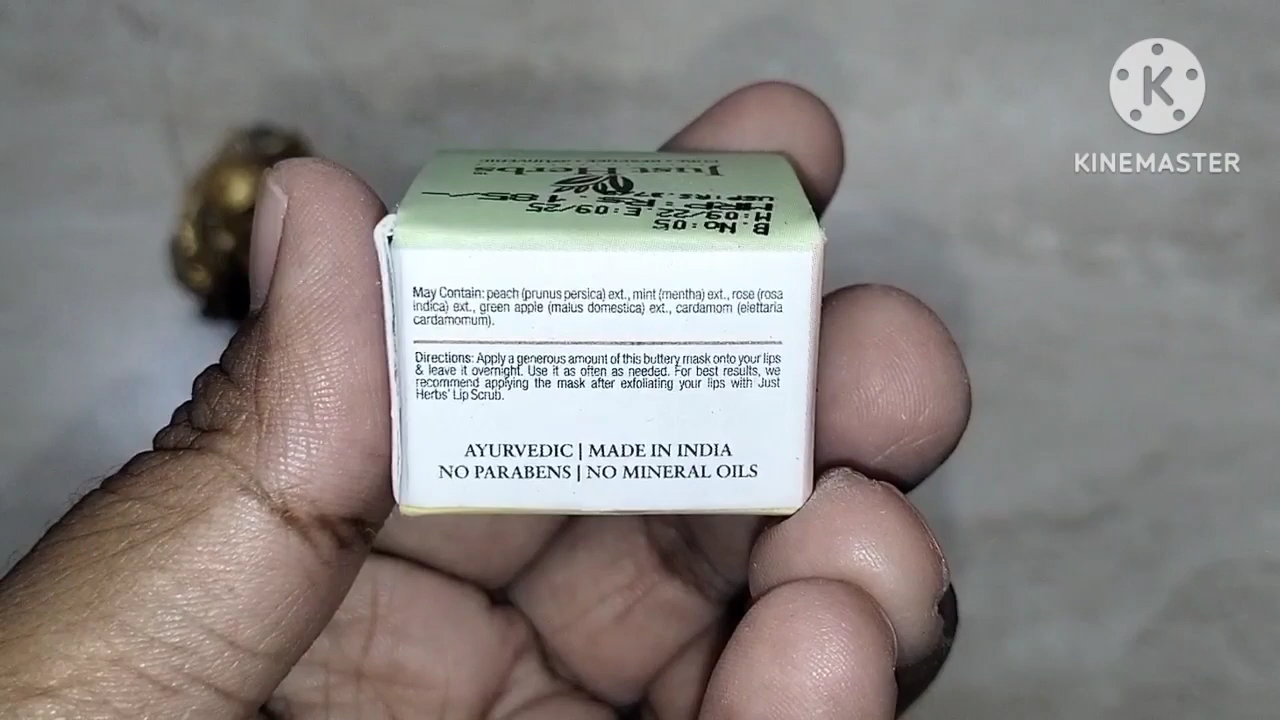 KINEMASTER
Just Herbs
B.No:05
09/22
E:09/25
185/
May Contain: peach (prunus persica) ext., mint (mentha) ext., rose (rosa
indica) ext., green apple (malus domestica) ext., cardamom (elettaria
cardamomum).
Directions: Apply a generous amount of this buttery mask onto your lips
& leave it overnight. Use it as often as needed. For best results, we
recommend applying the mask after exfoliating your lips with Just
Herbs' Lip Scrub.
AYURVEDIC | MADE IN INDIA
NO PARABENS | NO MINERAL OILS